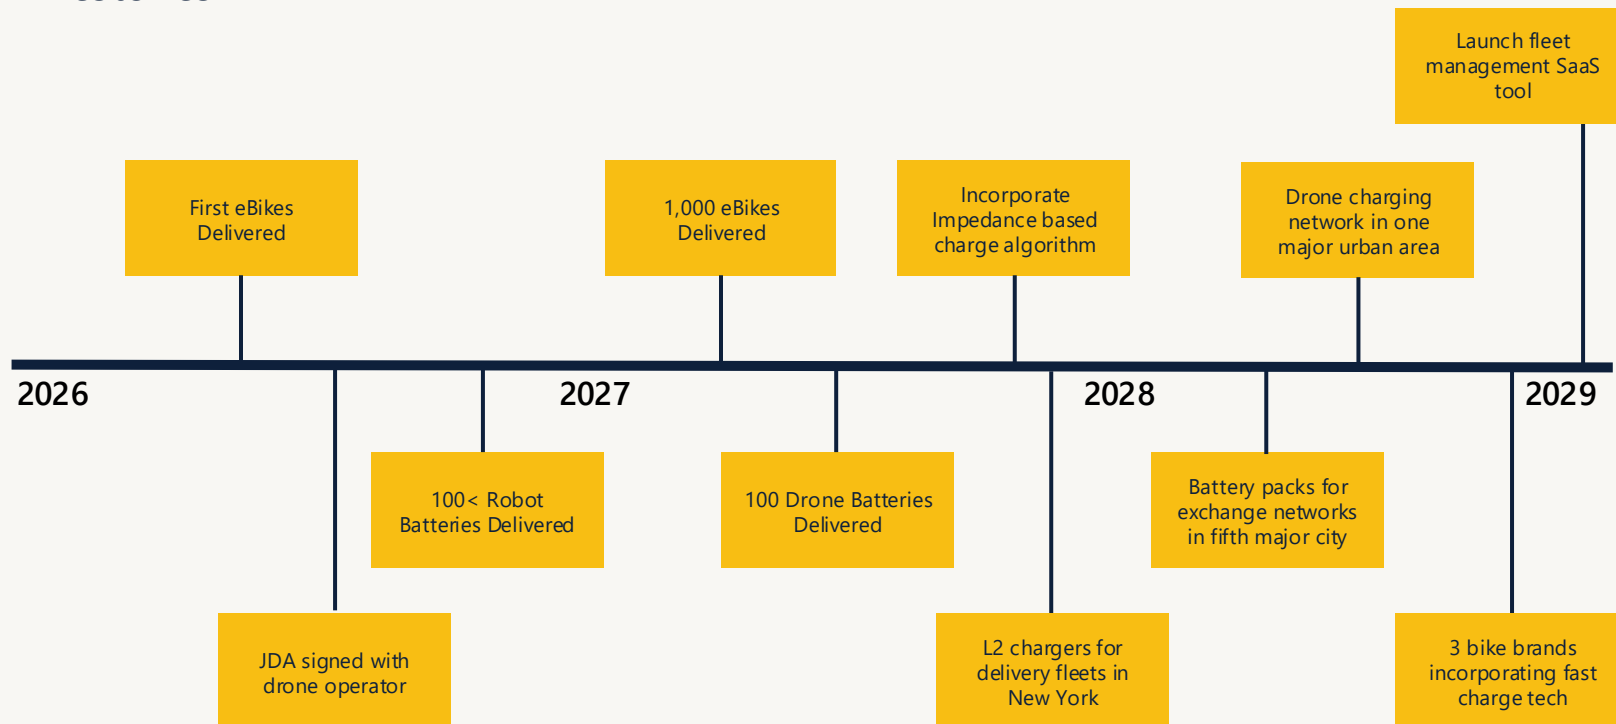 Launch fleet
management SaaS
tool
First eBikes
Delivered
1,000 eBikes
Delivered
Incorporate
Impedance based
charge algorithm
Drone charging
network in one
major urban area
2026
2027
2028
2029
100< Robot
Batteries Delivered
100 Drone Batteries
Delivered
Battery packs for
exchange networks
in fifth major city
JDA signed with
drone operator
L2 chargers for
delivery fleets in
New York
3 bike brands
incorporating fast
charge tech